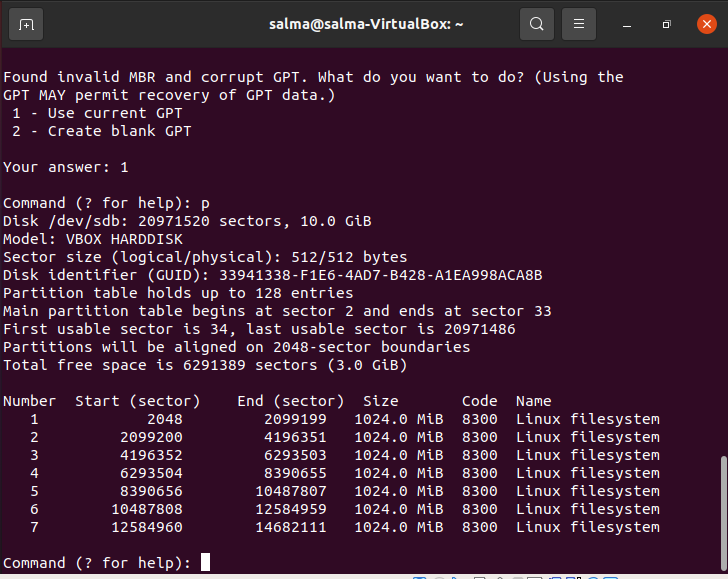 salma@salma-VirtualBox: ~
Found invalid MBR and corrupt GPT. What do you want to do? (Using the
GPT MAY permit recovery of GPT data.)
 1 - Use current GPT
 2 - Create blank GPT
Your answer: 1
Command (? for help): p
Disk /dev/sdb: 20971520 sectors, 10.0 GiB
Model: VBOX HARDDISK
Sector size (logical/physical): 512/512 bytes
Disk identifier (GUID): 33941338-F1E6-4AD7-B428-A1EA998ACA8B
Partition table holds up to 128 entries
Main partition table begins at sector 2 and ends at sector 33
First usable sector is 34, last usable sector is 20971486
Partitions will be aligned on 2048-sector boundaries
Total free space is 6291389 sectors (3.0 GiB)
Number  Start (sector)    End (sector)  Size       Code  Name
   1            2048         2099199   1024.0 MiB  8300  Linux filesystem
   2         2099200         4196351   1024.0 MiB  8300  Linux filesystem
   3         4196352         6293503   1024.0 MiB  8300  Linux filesystem
   4         6293504         8390655   1024.0 MiB  8300  Linux filesystem
   5         8390656        10487807   1024.0 MiB  8300  Linux filesystem
   6        10487808        12584959   1024.0 MiB  8300  Linux filesystem
   7        12584960        14682111   1024.0 MiB  8300  Linux filesystem
Command (? for help):